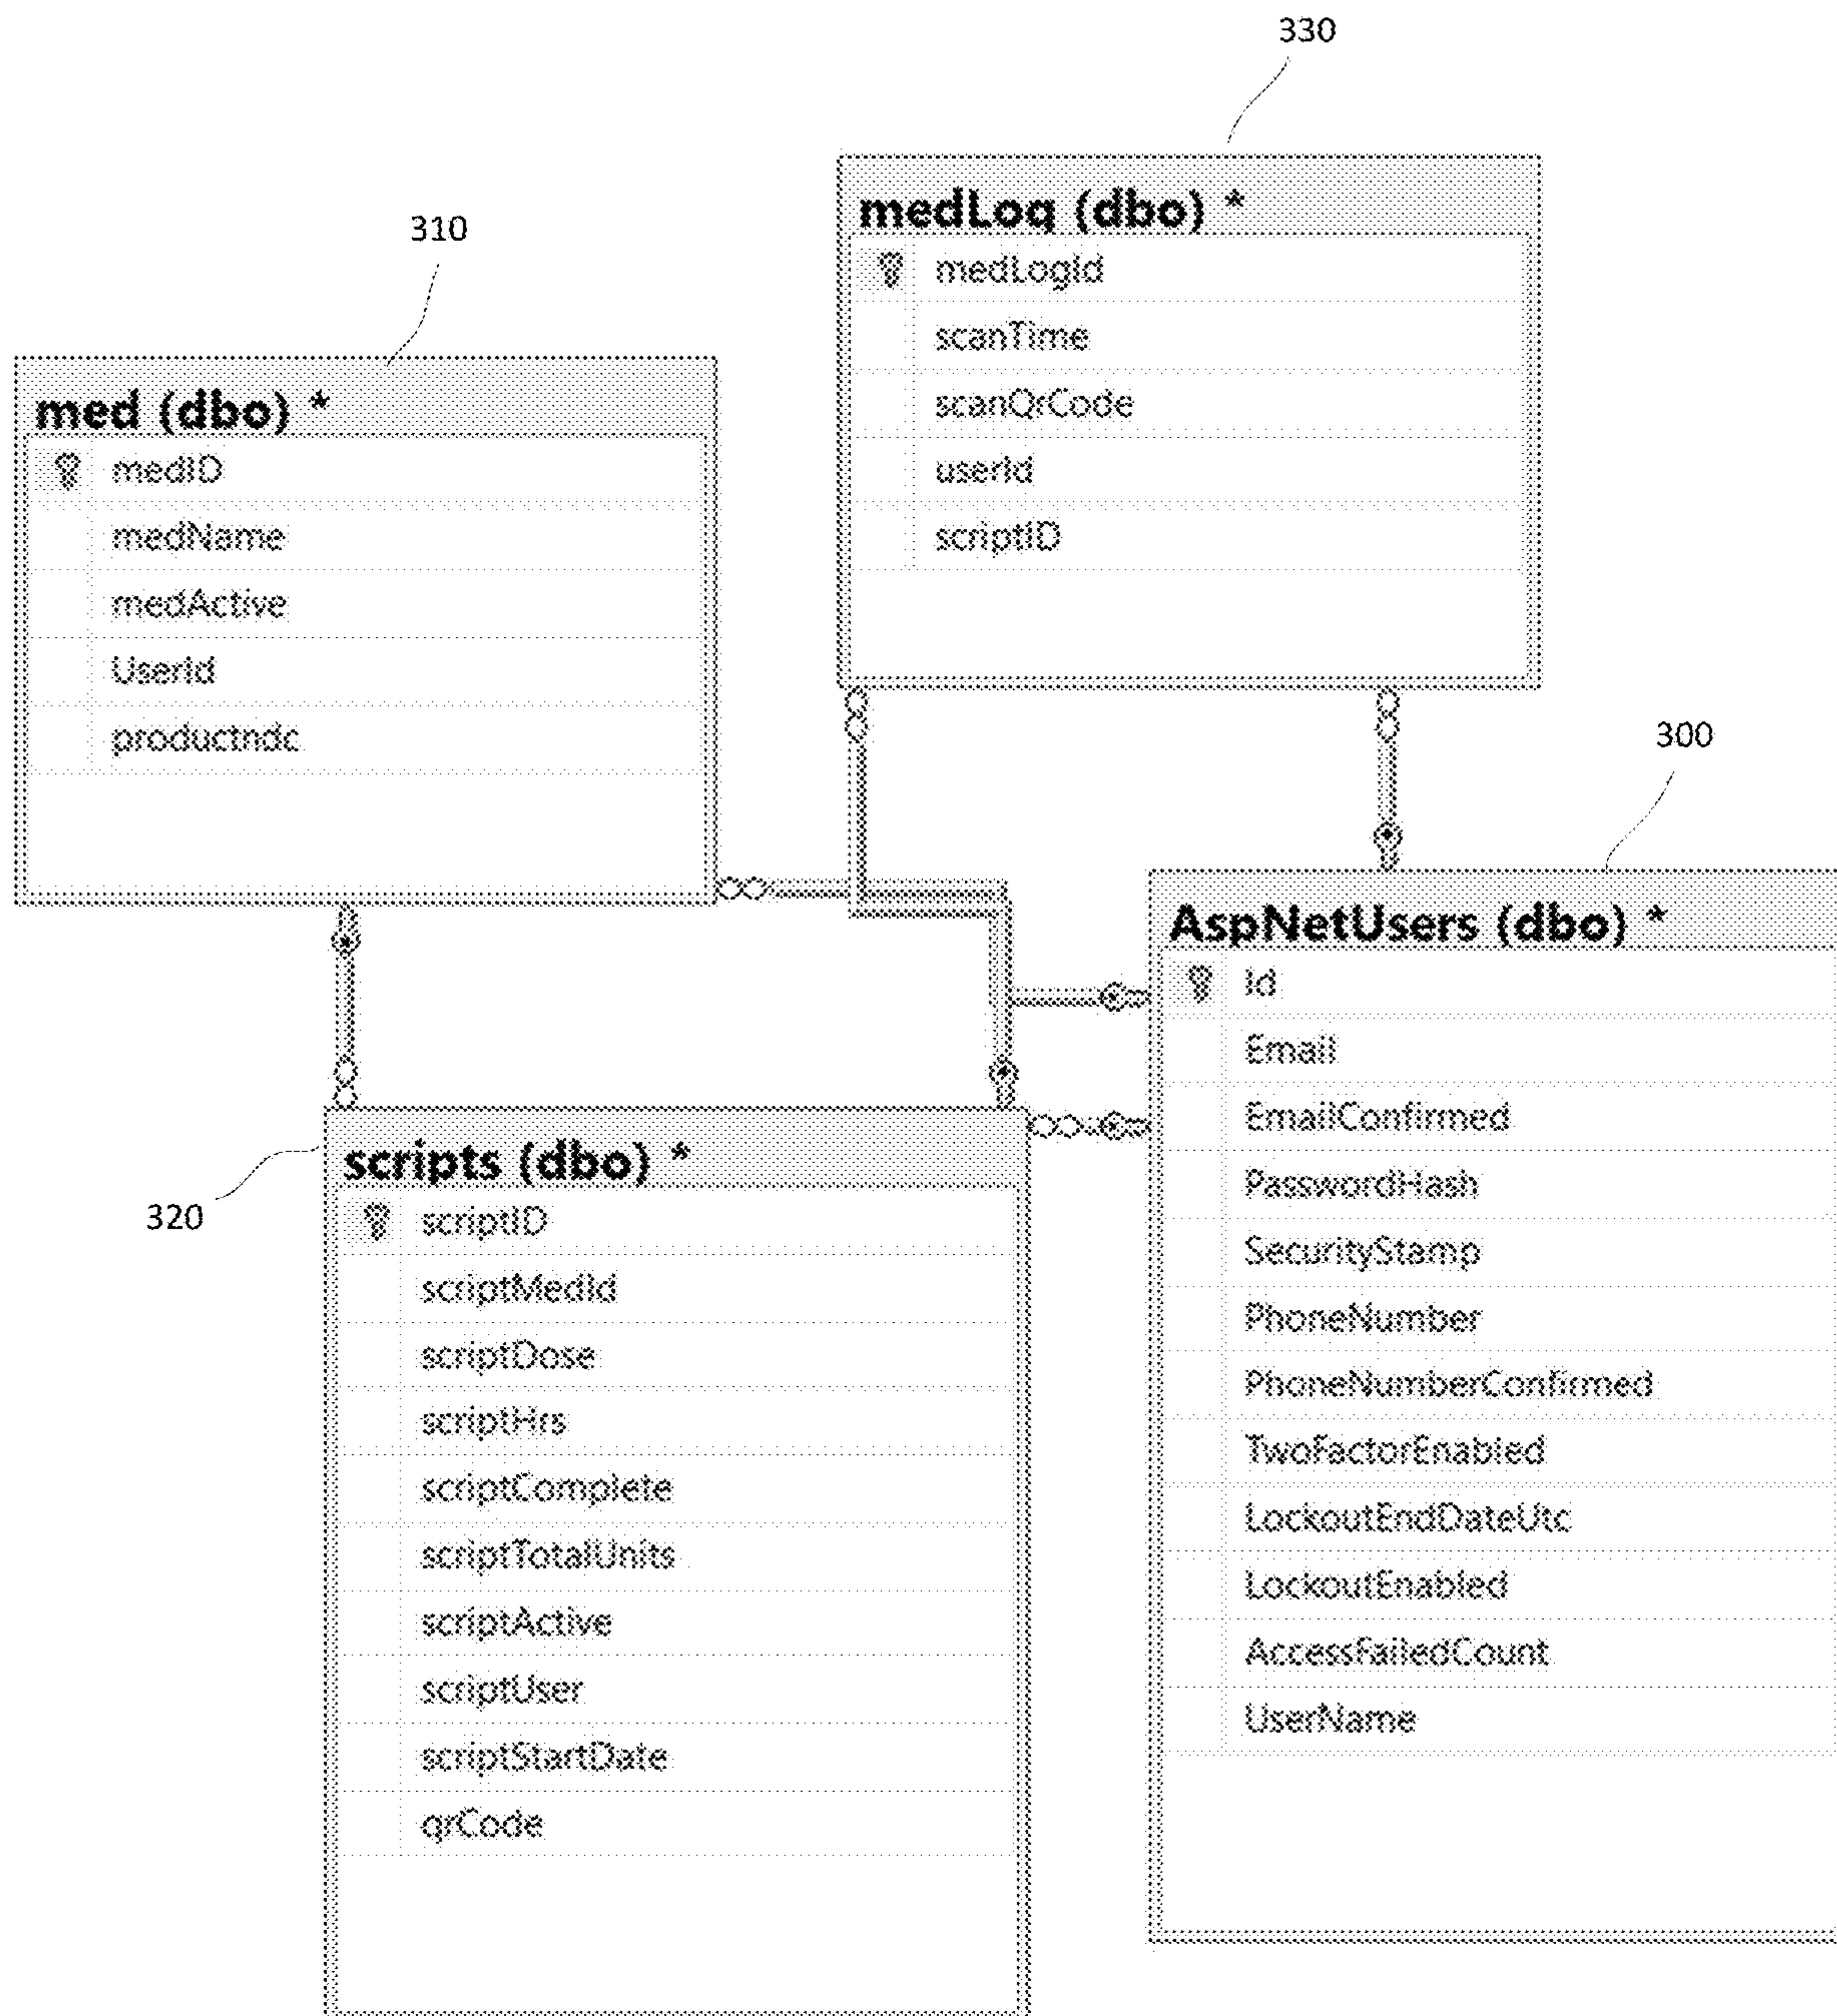 330
medLog (dbo) *
medLogId
scanTime
scanQrCode
userId
scriptID
310
med (dbo) *
medID
medName
medActive
UserId
productndc
300
AspNetUsers (dbo) *
Id
Email
EmailConfirmed
PasswordHash
SecurityStamp
PhoneNumber
PhoneNumberConfirmed
TwoFactorEnabled
LockoutEndDateUtc
LockoutEnabled
AccessFailedCount
UserName
320
scripts (dbo) *
scriptID
scriptMedId
scriptDose
scriptHrs
scriptComplete
scriptTotalUnits
scriptActive
scriptUser
scriptStartDate
qrCode